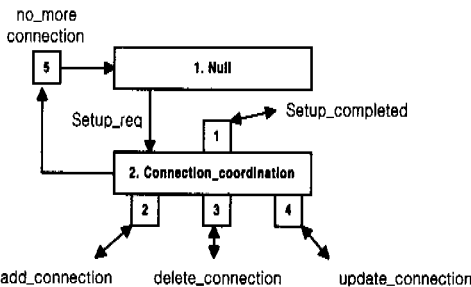 no_more
connection
5
1. Null
Setup_req
Setup_completed
1
2. Connection_coordination
2
3
4
add_connection
delete_connection
update_connection